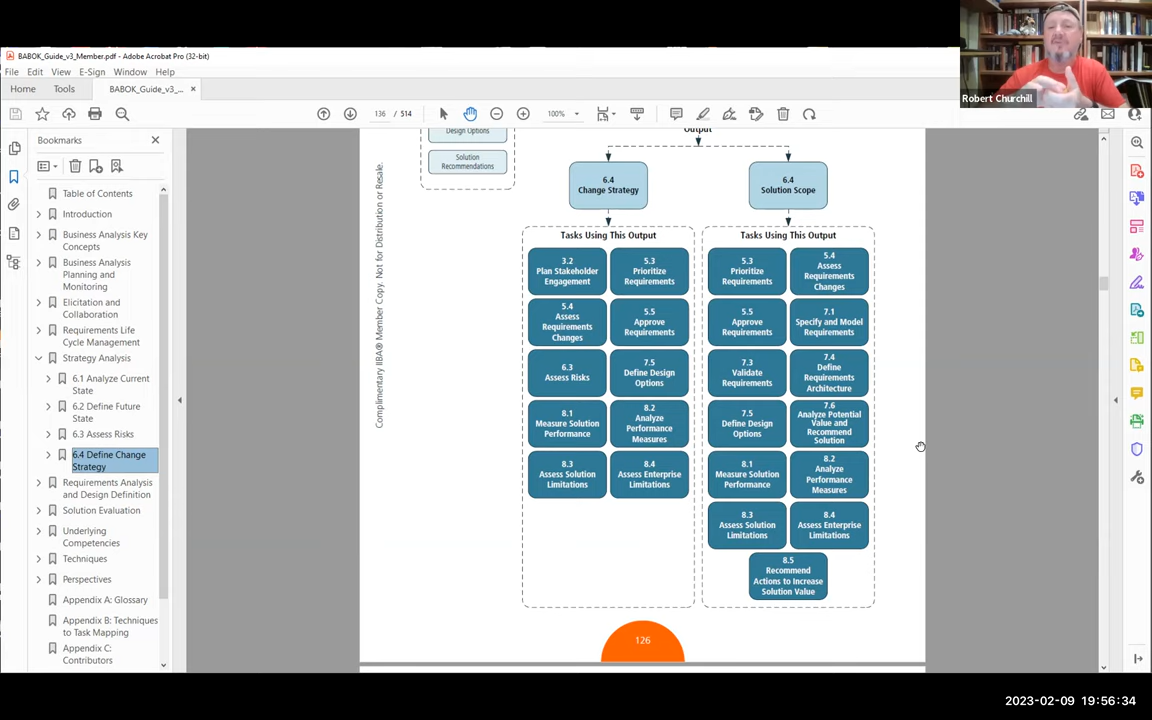 BABOK_Guide_v3_Member.pdf - Adobe Acrobat Pro (32-bit)
File Edit View E-Sign Window Help
Home Tools BABOK_Guide_v3_... ×
136 / 514 100%
Robert Churchill
Bookmarks
Table of Contents
Introduction
Business Analysis Key
Concepts
Business Analysis
Planning and
Monitoring
Elicitation and
Collaboration
Requirements Life
Cycle Management
Strategy Analysis
6.1 Analyze Current
State
6.2 Define Future
State
6.3 Assess Risks
6.4 Define Change
Strategy
Requirements Analysis
and Design Definition
Solution Evaluation
Underlying
Competencies
Techniques
Perspectives
Appendix A: Glossary
Appendix B: Techniques
to Task Mapping
Appendix C:
Contributors
Complimentary IIBA® Member Copy. Not for Distribution or Resale.
Design Options
Solution
Recommendations
Output
6.4
Change Strategy
6.4
Solution Scope
Tasks Using This Output
3.2
Plan Stakeholder
Engagement
5.3
Prioritize
Requirements
5.4
Assess
Requirements
Changes
5.5
Approve
Requirements
6.3
Assess Risks
7.5
Define Design
Options
8.1
Measure Solution
Performance
8.2
Analyze
Performance
Measures
8.3
Assess Solution
Limitations
8.4
Assess Enterprise
Limitations
Tasks Using This Output
5.3
Prioritize
Requirements
5.4
Assess
Requirements
Changes
5.5
Approve
Requirements
7.1
Specify and Model
Requirements
7.3
Validate
Requirements
7.4
Define
Requirements
Architecture
7.5
Define Design
Options
7.6
Analyze Potential
Value and
Recommend
Solution
8.1
Measure Solution
Performance
8.2
Analyze
Performance
Measures
8.3
Assess Solution
Limitations
8.4
Assess Enterprise
Limitations
8.5
Recommend
Actions to Increase
Solution Value
126
2023-02-09 19:56:34